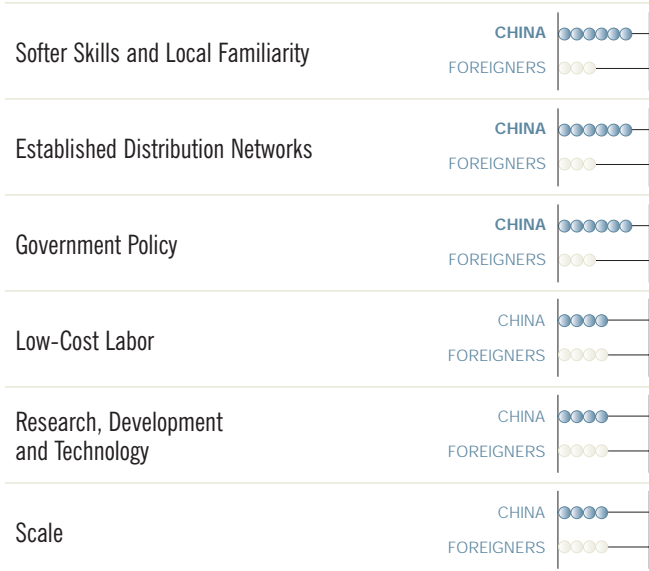 Softer Skills and Local Familiarity
CHINA
FOREIGNERS
Established Distribution Networks
CHINA
FOREIGNERS
Government Policy
CHINA
FOREIGNERS
Low-Cost Labor
CHINA
FOREIGNERS
Research, Development
and Technology
CHINA
FOREIGNERS
Scale
CHINA
FOREIGNERS